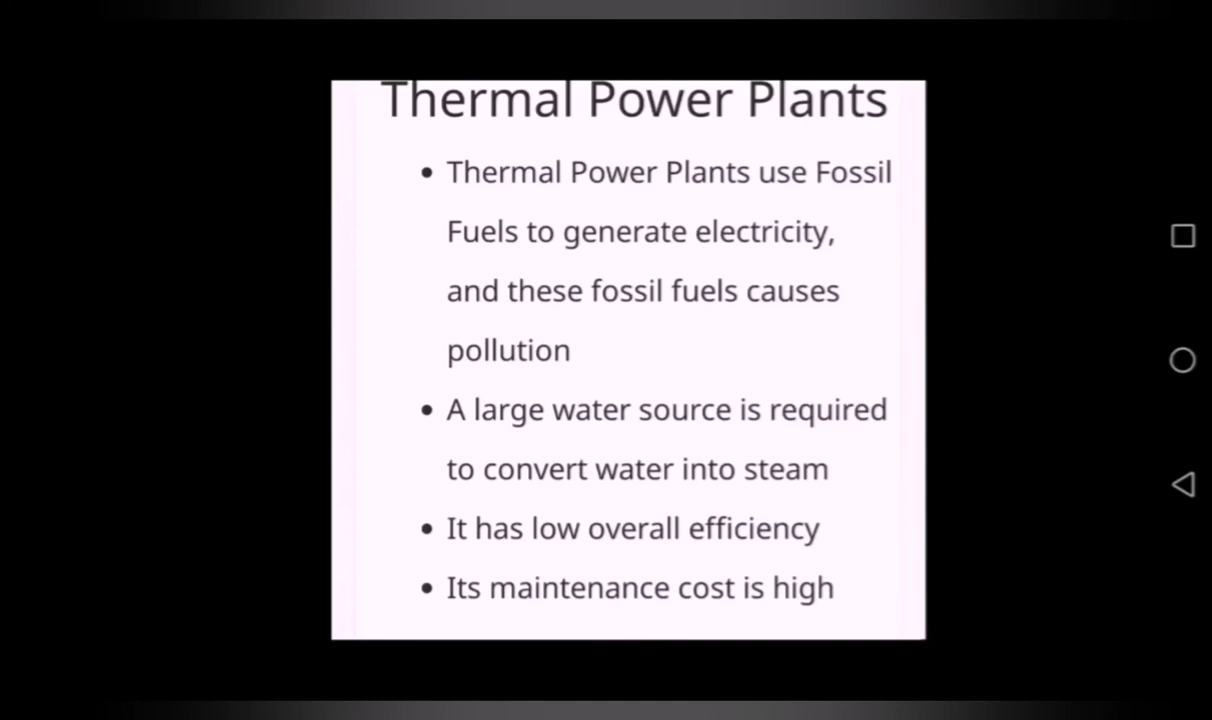 Thermal Power Plants
• Thermal Power Plants use Fossil
Fuels to generate electricity,
and these fossil fuels causes
pollution
• A large water source is required
to convert water into steam
• It has low overall efficiency
• Its maintenance cost is high